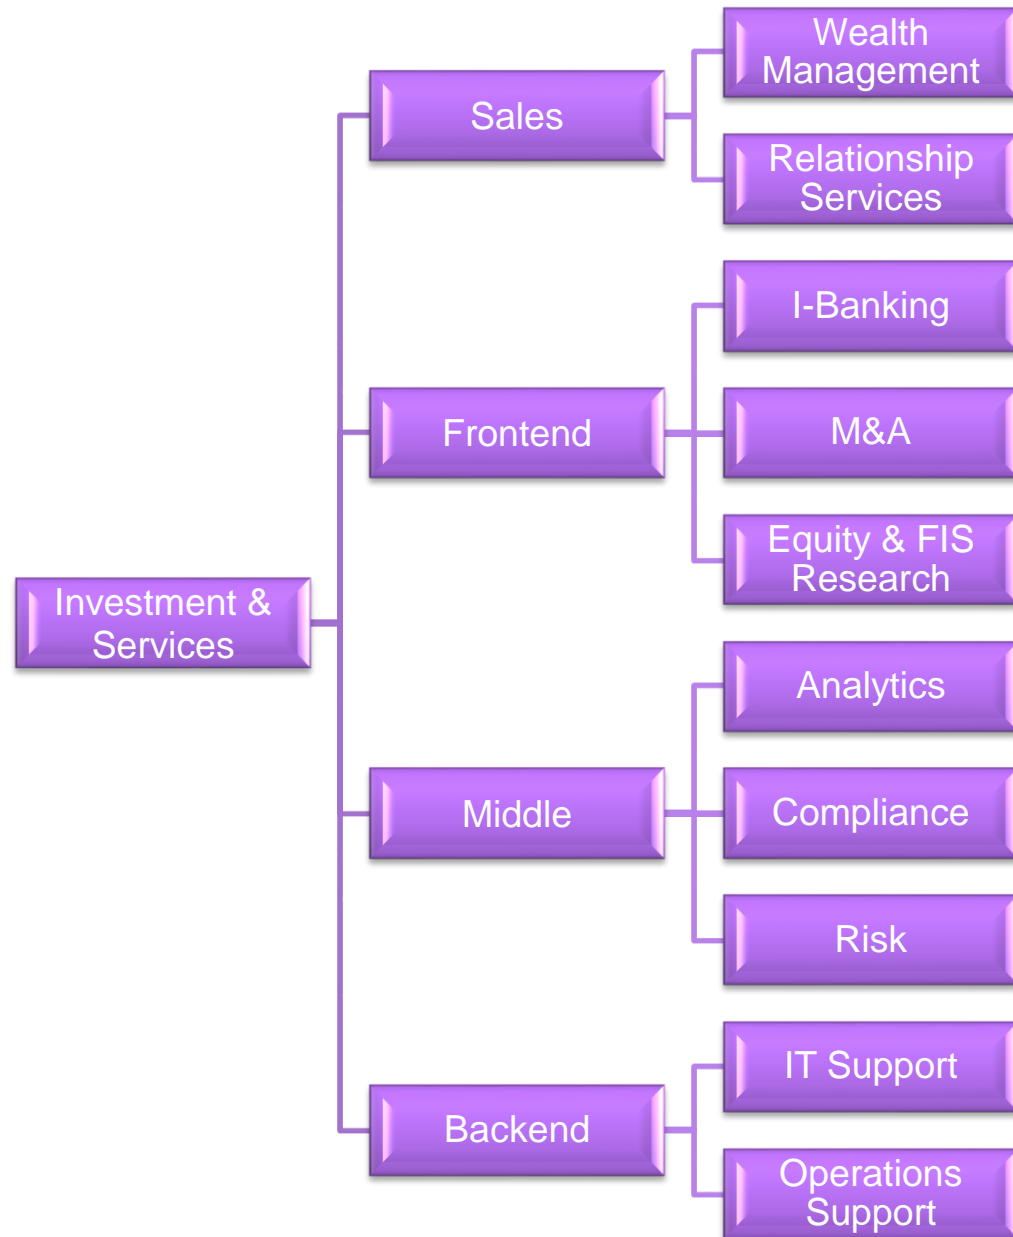 Investment &
Services
Sales
Wealth
Management
Relationship
Services
Frontend
I-Banking
M&A
Equity & FIS
Research
Middle
Analytics
Compliance
Risk
Backend
IT Support
Operations
Support